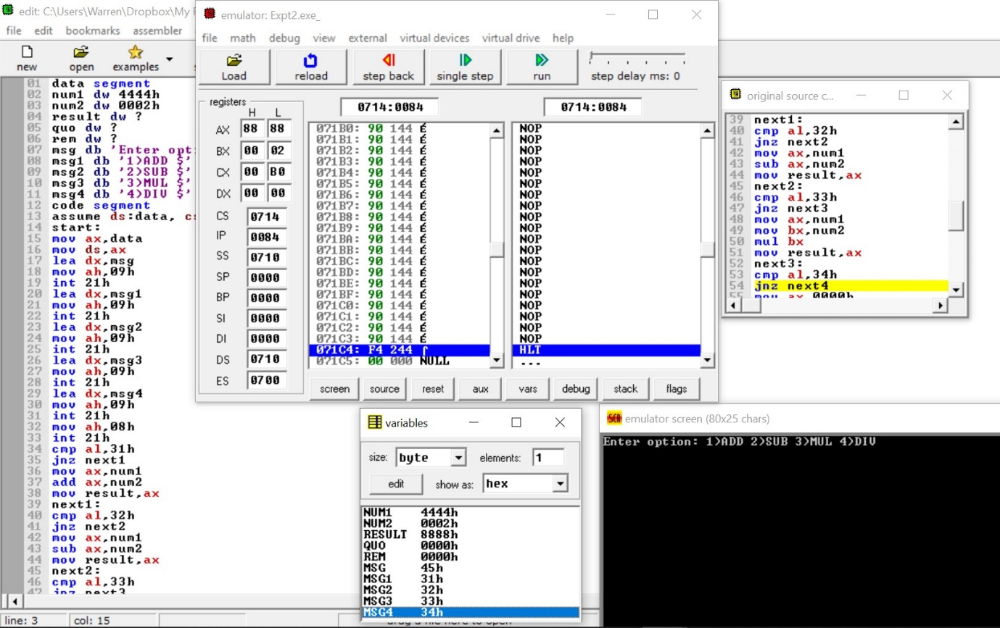 edit: C:\Users\Warren\Dropbox\My
file edit bookmarks assembler
new open examples
01 data segment
02 num1 dw 4444h
03 num2 dw 0002h
04 result dw ?
05 quo dw ?
06 rem dw ?
07 msg db 'Enter opt
08 msg1 db '1)ADD $'
09 msg2 db '2)SUB $'
10 msg3 db '3)MUL $'
11 msg4 db '4)DIV $'
12 code segment
13 assume ds:data, c
14 start:
15 mov ax,data
16 mov ds,ax
17 lea dx,msg
18 mov ah,09h
19 int 21h
20 lea dx,msg1
21 mov ah,09h
22 int 21h
23 lea dx,msg2
24 mov ah,09h
25 int 21h
26 lea dx,msg3
27 mov ah,09h
28 int 21h
29 lea dx,msg4
30 mov ah,09h
31 int 21h
32 mov ah,08h
33 int 21h
34 cmp al,31h
35 jnz next1
36 mov ax,num1
37 add ax,num2
38 mov result,ax
39 next1:
40 cmp al,32h
41 jnz next2
42 mov ax,num1
43 sub ax,num2
44 mov result,ax
45 next2:
46 cmp al,33h
47 jnz next3
line: 3 col: 15
drag a file here to open
emulator: Expt2.exe_
file math debug view external virtual devices virtual drive help
Load reload step back single step run step delay ms: 0
registers
H L
AX 88 88
BX 00 02
CX 00 B0
DX 00 00
CS 0714
IP 0084
SS 0710
SP 0000
BP 0000
SI 0000
DI 0000
DS 0710
ES 0700
0714:0084 0714:0084
071B0: 90 144 É NOP
071B1: 90 144 É NOP
071B2: 90 144 É NOP
071B3: 90 144 É NOP
071B4: 90 144 É NOP
071B5: 90 144 É NOP
071B6: 90 144 É NOP
071B7: 90 144 É NOP
071B8: 90 144 É NOP
071B9: 90 144 É NOP
071BA: 90 144 É NOP
071BB: 90 144 É NOP
071BC: 90 144 É NOP
071BD: 90 144 É NOP
071BE: 90 144 É NOP
071BF: 90 144 É NOP
071C0: 90 144 É NOP
071C1: 90 144 É NOP
071C2: 90 144 É NOP
071C3: 90 144 É NOP
071C4: F4 244 ⌠ HLT
071C5: 00 000 NULL ...
screen source reset aux vars debug stack flags
original source c...
39 next1:
40 cmp al,32h
41 jnz next2
42 mov ax,num1
43 sub ax,num2
44 mov result,ax
45 next2:
46 cmp al,33h
47 jnz next3
48 mov ax,num1
49 mov bx,num2
50 mul bx
51 mov result,ax
52 next3:
53 cmp al,34h
54 jnz next4
55 mov ax,0000h
variables
size: byte elements: 1
edit show as: hex
NUM1 4444h
NUM2 0002h
RESULT 8888h
QUO 0000h
REM 0000h
MSG 45h
MSG1 31h
MSG2 32h
MSG3 33h
MSG4 34h
SCR emulator screen (80x25 chars)
Enter option: 1)ADD 2)SUB 3)MUL 4)DIV